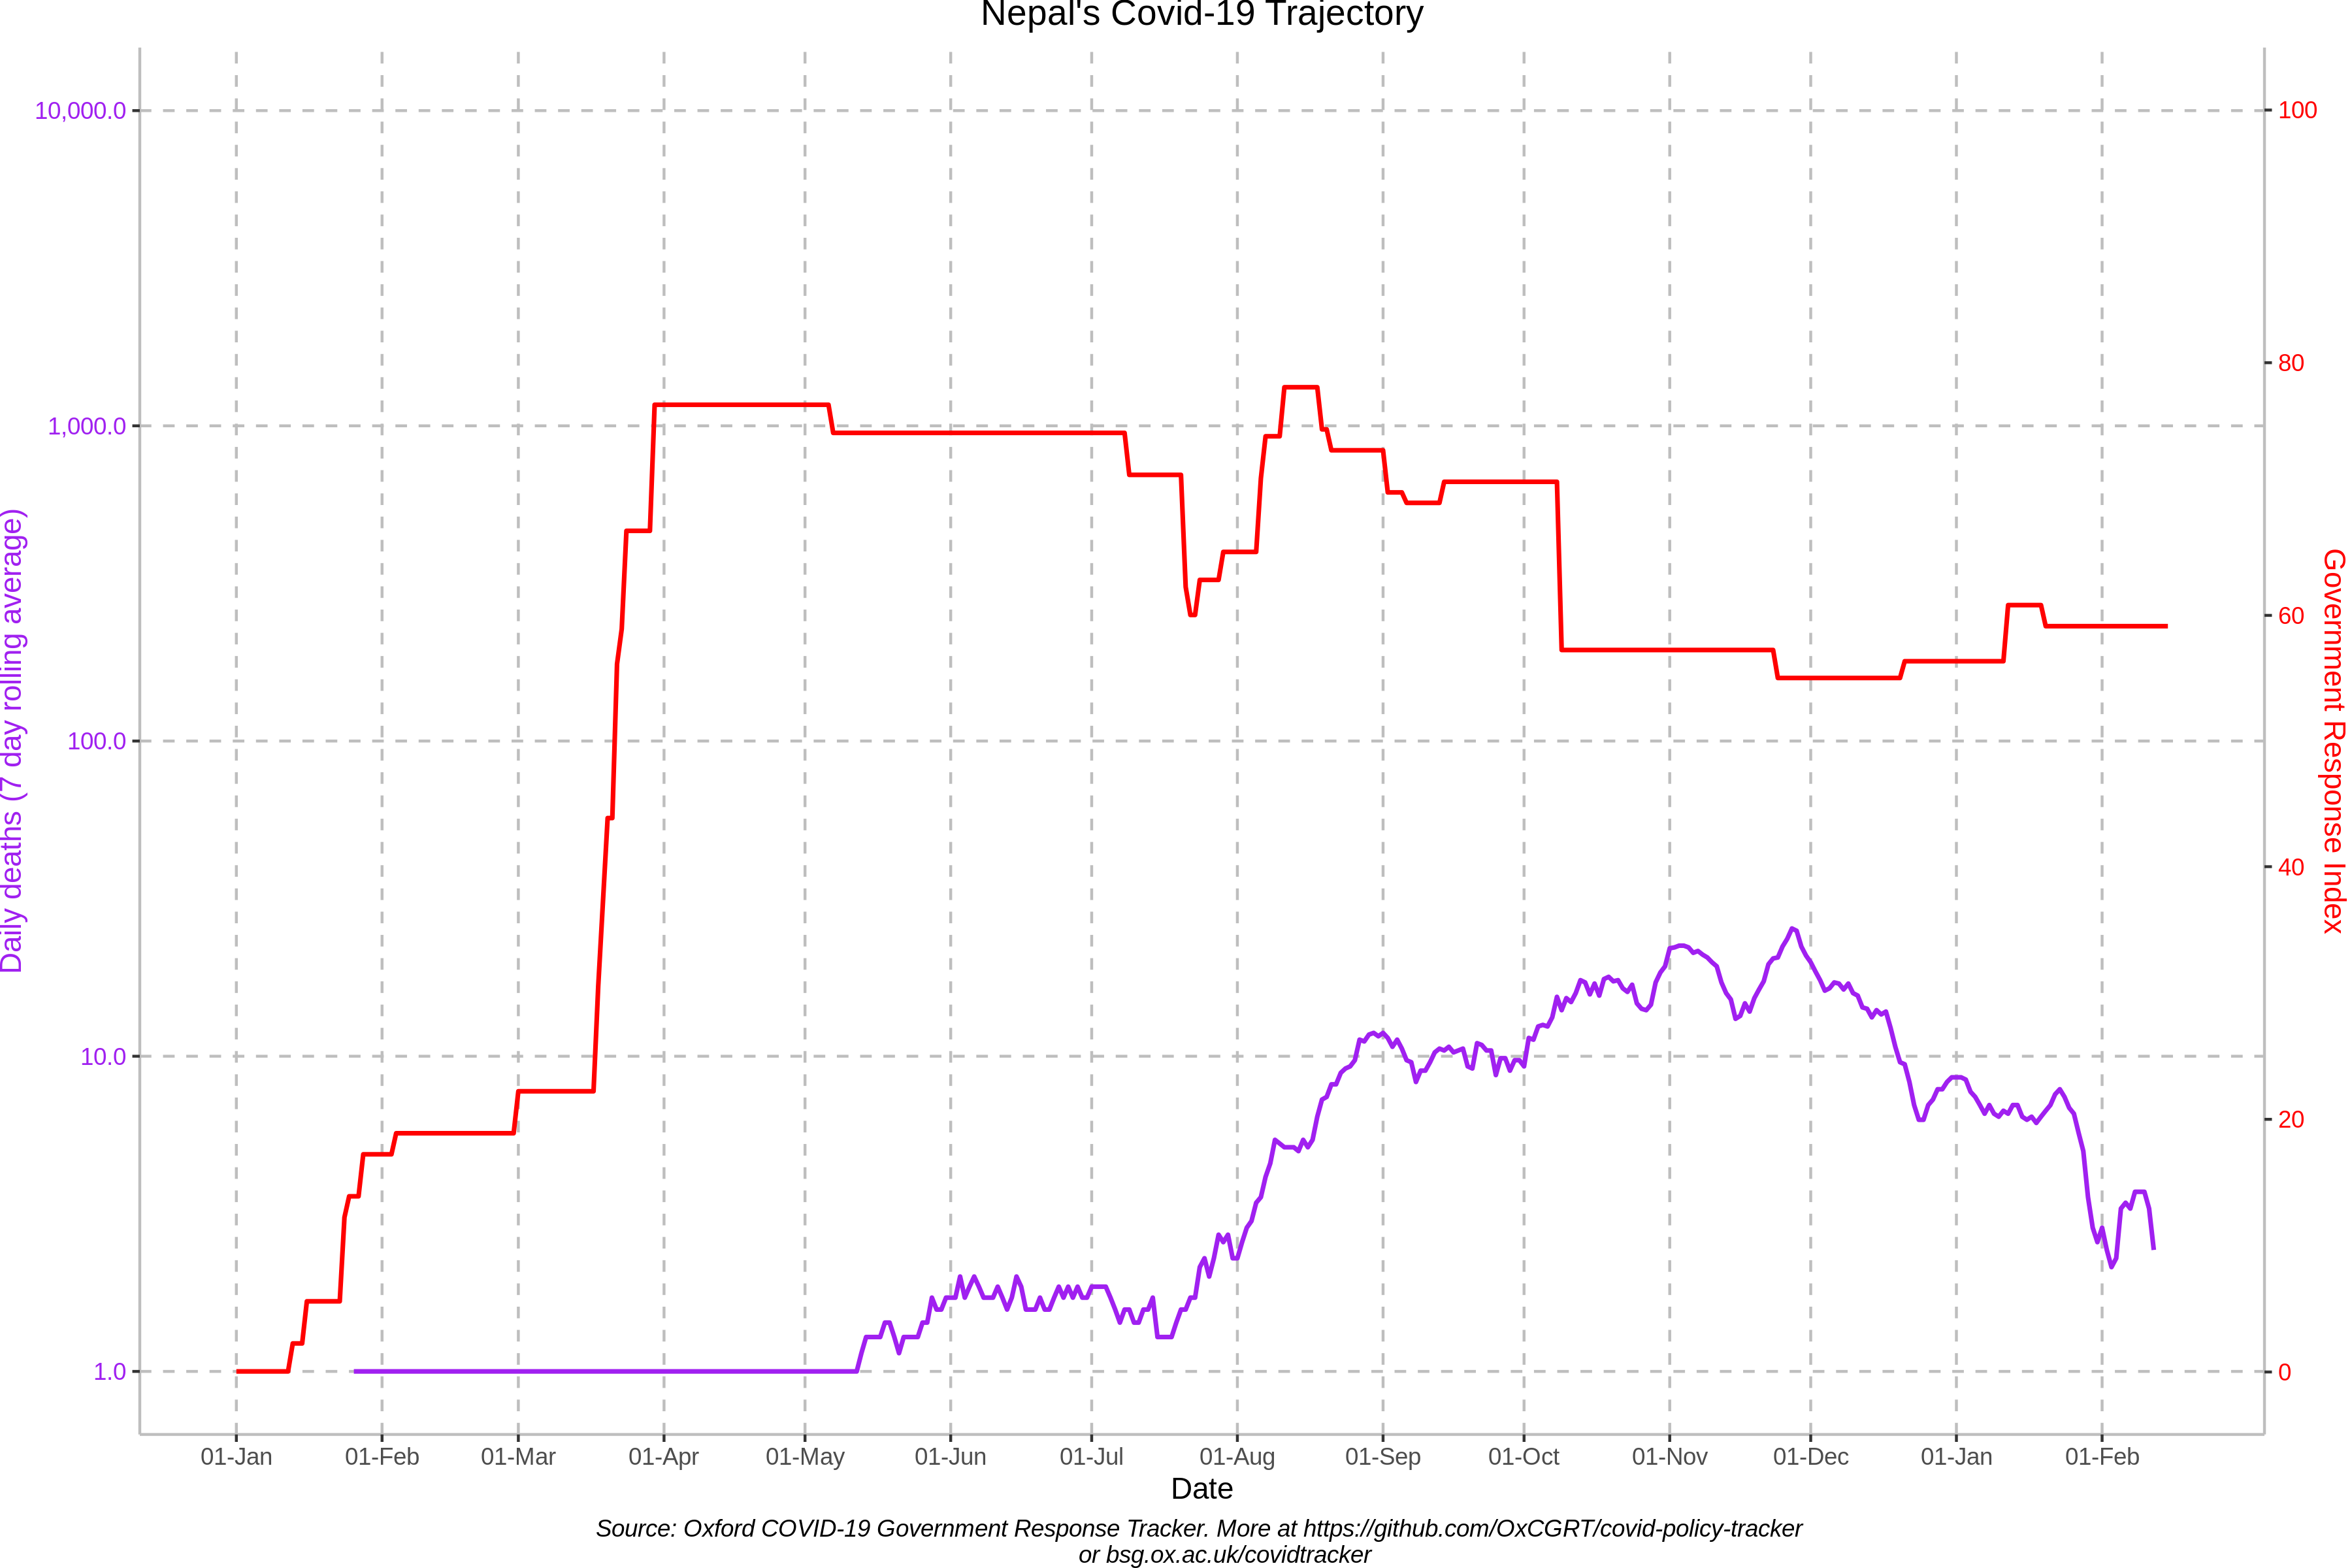 Nepal's Covid-19 Trajectory
10,000.0
1,000.0
100.0
10.0
1.0
Daily deaths (7 day rolling average)
100
80
60
40
20
0
Government Response Index
01-Jan
01-Feb
01-Mar
01-Apr
01-May
01-Jun
01-Jul
01-Aug
01-Sep
01-Oct
01-Nov
01-Dec
01-Jan
01-Feb
Date
Source: Oxford COVID-19 Government Response Tracker. More at https://github.com/OxCGRT/covid-policy-tracker
or bsg.ox.ac.uk/covidtracker